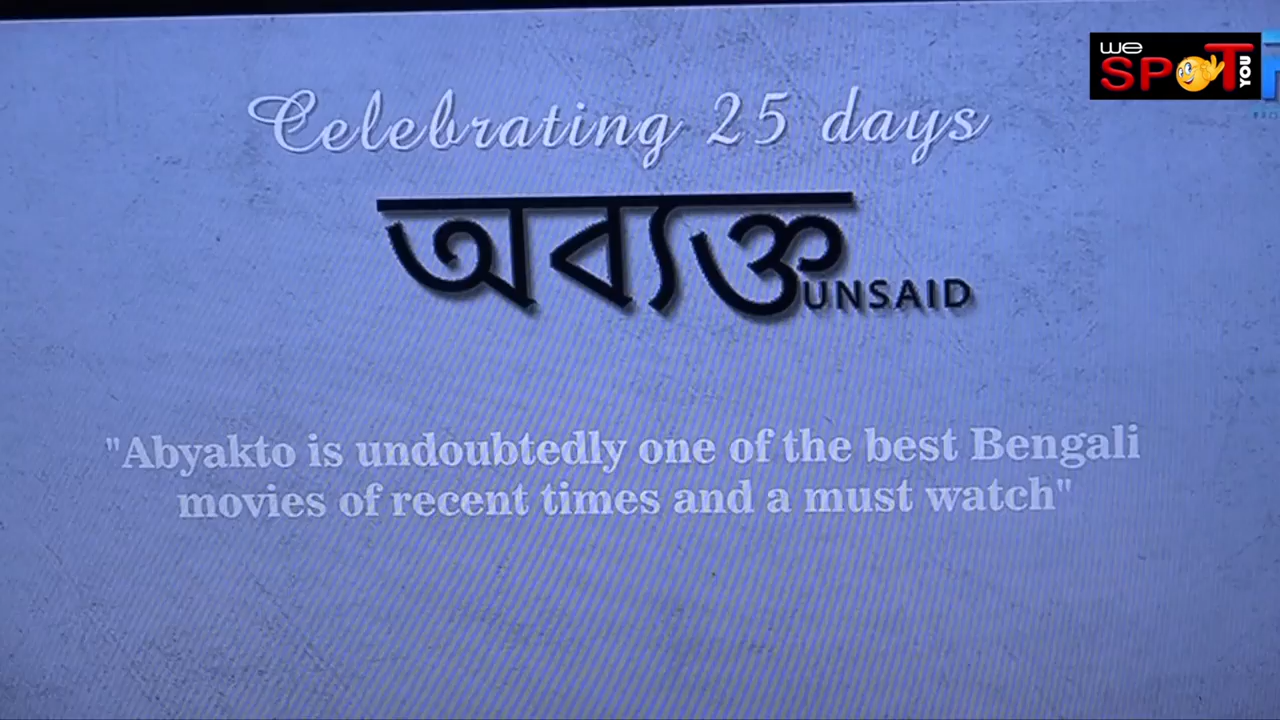 we
SPOT
YOU
Celebrating 25 days
অব্যক্ত
UNSAID
"Abyakto is undoubtedly one of the best Bengali
movies of recent times and a must watch"